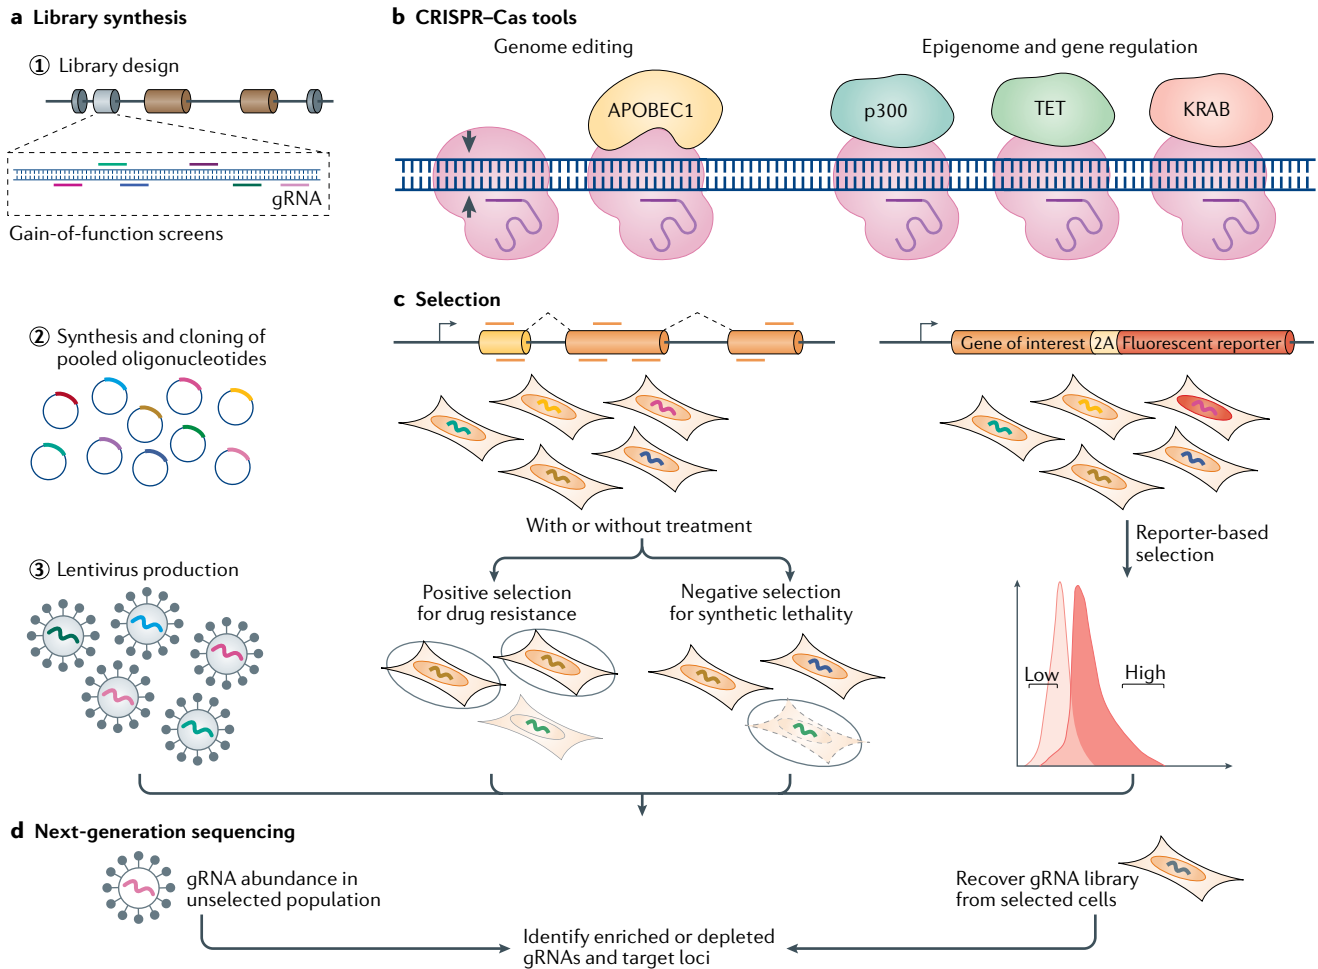 a Library synthesis
1 Library design
gRNA
Gain-of-function screens
2 Synthesis and cloning of
pooled oligonucleotides
3 Lentivirus production
b CRISPR–Cas tools
Genome editing
Epigenome and gene regulation
APOBEC1
p300
TET
KRAB
c Selection
Gene of interest
2A
Fluorescent reporter
With or without treatment
Positive selection
for drug resistance
Negative selection
for synthetic lethality
Reporter-based
selection
Low
High
d Next-generation sequencing
gRNA abundance in
unselected population
Recover gRNA library
from selected cells
Identify enriched or depleted
gRNAs and target loci